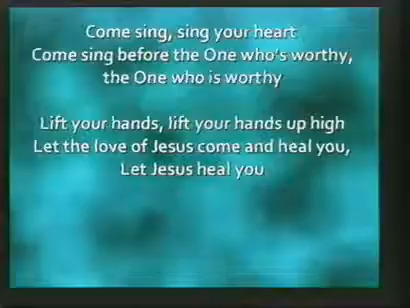 Come sing, sing your heart
Come sing before the One who's worthy,
the One who is worthy
Lift your hands, lift your hands up high
Let the love of Jesus come and heal you,
Let Jesus heal you